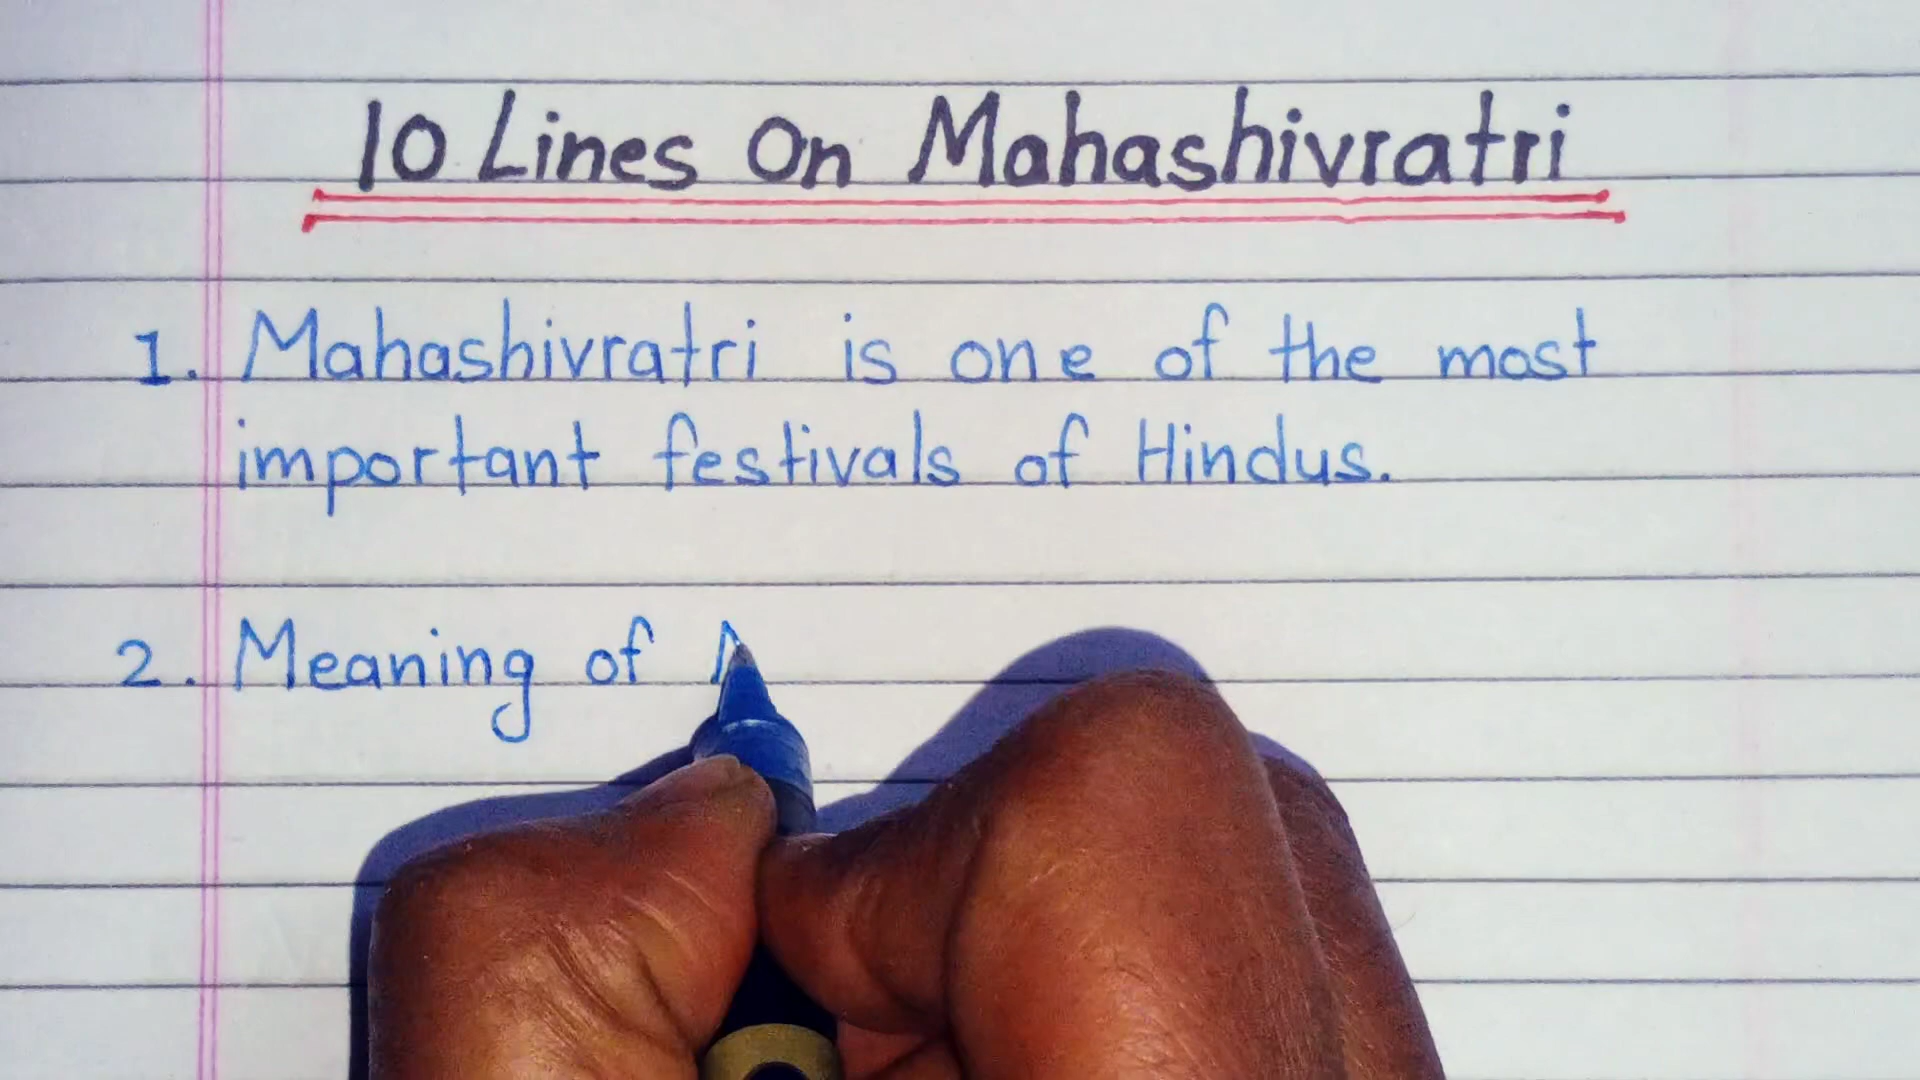 10 Lines On Mahashivratri
1. Mahashivratri is one of the most
important festivals of Hindus.
2. Meaning of